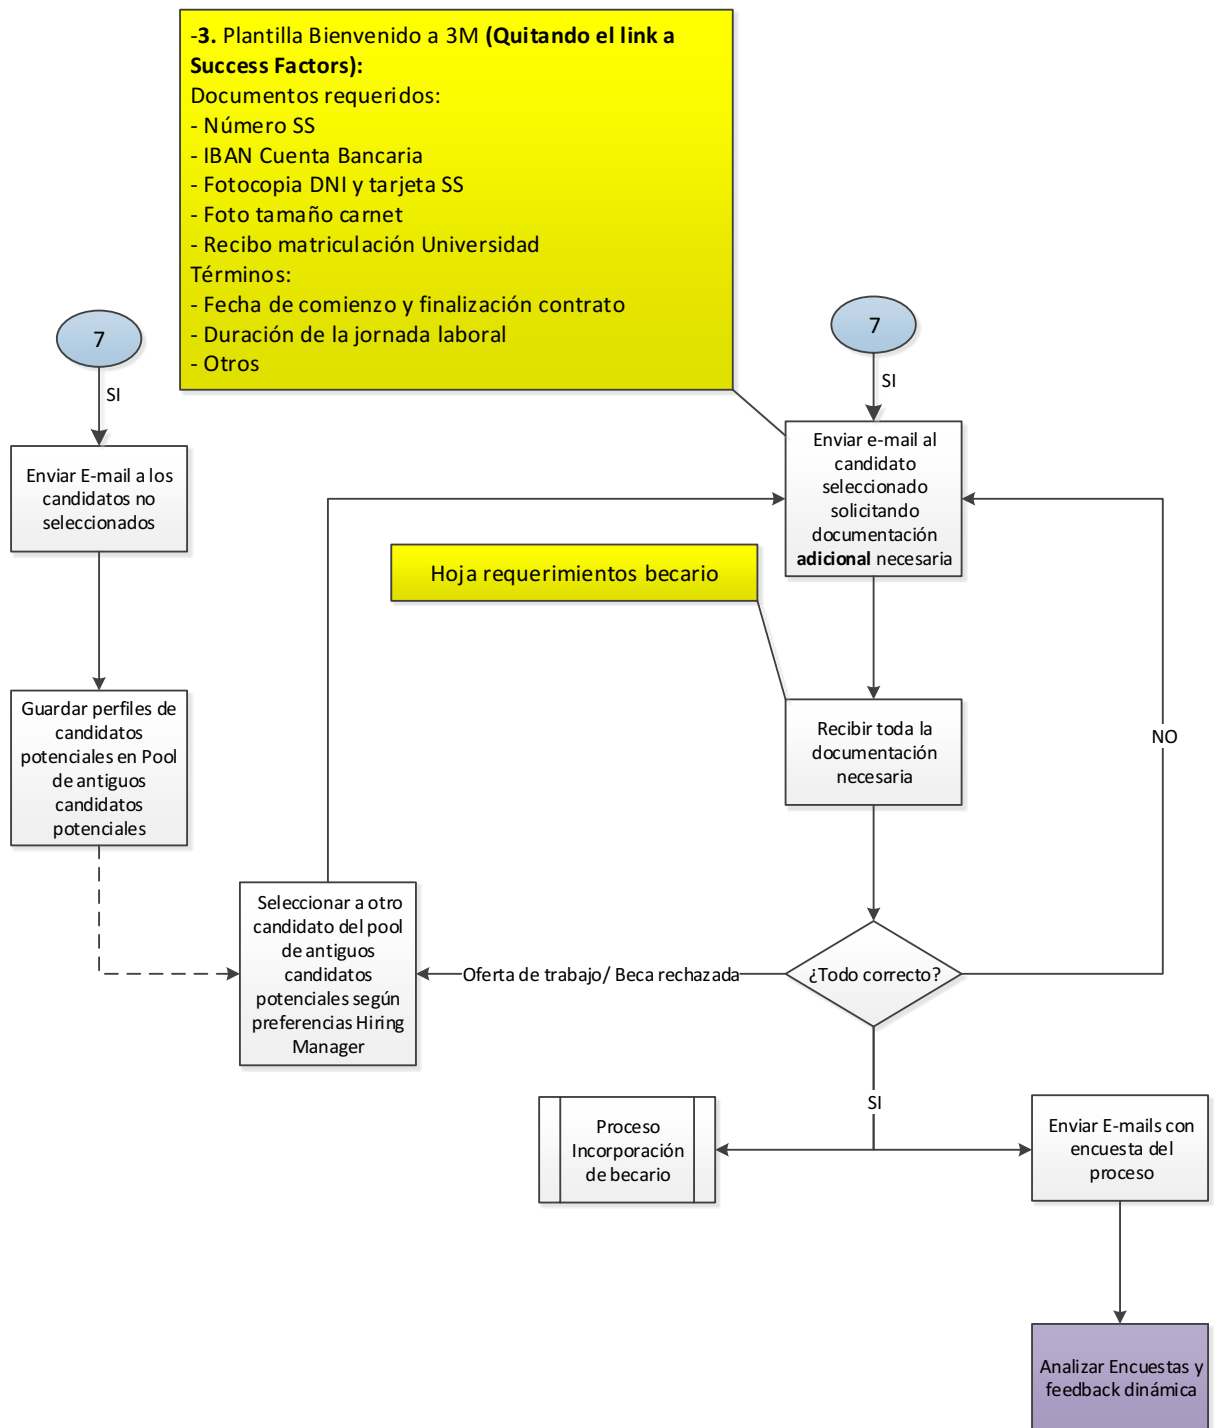 -3. Plantilla Bienvenido a 3M (Quitando el link a
Success Factors):
Documentos requeridos:
- Número SS
- IBAN Cuenta Bancaria
- Fotocopia DNI y tarjeta SS
- Foto tamaño carnet
- Recibo matriculación Universidad
Términos:
- Fecha de comienzo y finalización contrato
- Duración de la jornada laboral
- Otros
7
SI
Enviar E-mail a los
candidatos no
seleccionados
Guardar perfiles de
candidatos
potenciales en Pool
de antiguos
candidatos
potenciales
7
SI
Enviar e-mail al
candidato
seleccionado
solicitando
documentación
adicional necesaria
Hoja requerimientos becario
Recibir toda la
documentación
necesaria
NO
Seleccionar a otro
candidato del pool
de antiguos
candidatos
potenciales según
preferencias Hiring
Manager
Oferta de trabajo/ Beca rechazada
¿Todo correcto?
SI
Proceso
Incorporación
de becario
Enviar E-mails con
encuesta del
proceso
Analizar Encuestas y
feedback dinámica